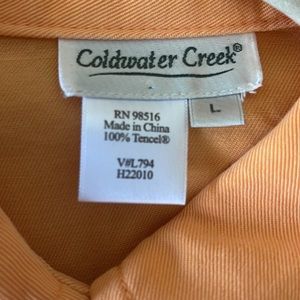 Coldwater Creek®
L
RN 98516
Made in China
100% Tencel®
V#L794
H22010